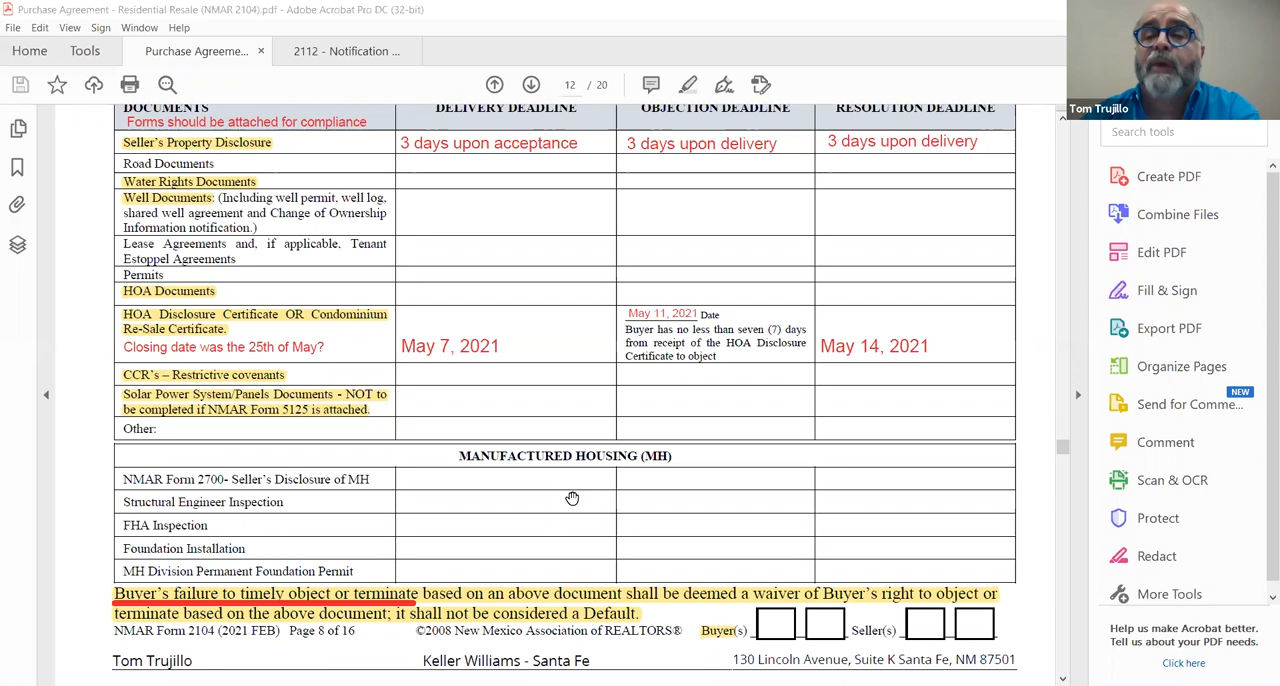 Purchase Agreement - Residential Resale (NMAR 2104).pdf - Adobe Acrobat Pro DC (32-bit)
File Edit View Sign Window Help
Home Tools Purchase Agreeme... × 2112 - Notification ...
12 / 20
Tom Trujillo
Search tools
Create PDF
Combine Files
Edit PDF
Fill & Sign
Export PDF
Organize Pages
NEW
Send for Comme...
Comment
Scan & OCR
Protect
Redact
More Tools
Help us make Acrobat better.
Tell us about your PDF needs.
Click here
DOCUMENTS DELIVERY DEADLINE OBJECTION DEADLINE RESOLUTION DEADLINE
Forms should be attached for compliance
Seller's Property Disclosure 3 days upon acceptance 3 days upon delivery 3 days upon delivery
Road Documents
Water Rights Documents
Well Documents: (Including well permit, well log,
shared well agreement and Change of Ownership
Information notification.)
Lease Agreements and, if applicable, Tenant
Estoppel Agreements
Permits
HOA Documents
HOA Disclosure Certificate OR Condominium
Re-Sale Certificate.
Closing date was the 25th of May?
May 7, 2021
May 11, 2021 Date
Buyer has no less than seven (7) days
from receipt of the HOA Disclosure
Certificate to object
May 14, 2021
CCR's – Restrictive covenants
Solar Power System/Panels Documents - NOT to
be completed if NMAR Form 5125 is attached.
Other:
MANUFACTURED HOUSING (MH)
NMAR Form 2700- Seller's Disclosure of MH
Structural Engineer Inspection
FHA Inspection
Foundation Installation
MH Division Permanent Foundation Permit
Buyer's failure to timely object or terminate based on an above document shall be deemed a waiver of Buyer's right to object or
terminate based on the above document; it shall not be considered a Default.
NMAR Form 2104 (2021 FEB) Page 8 of 16 ©2008 New Mexico Association of REALTORS® Buyer(s) Seller(s)
Tom Trujillo Keller Williams - Santa Fe 130 Lincoln Avenue, Suite K Santa Fe, NM 87501